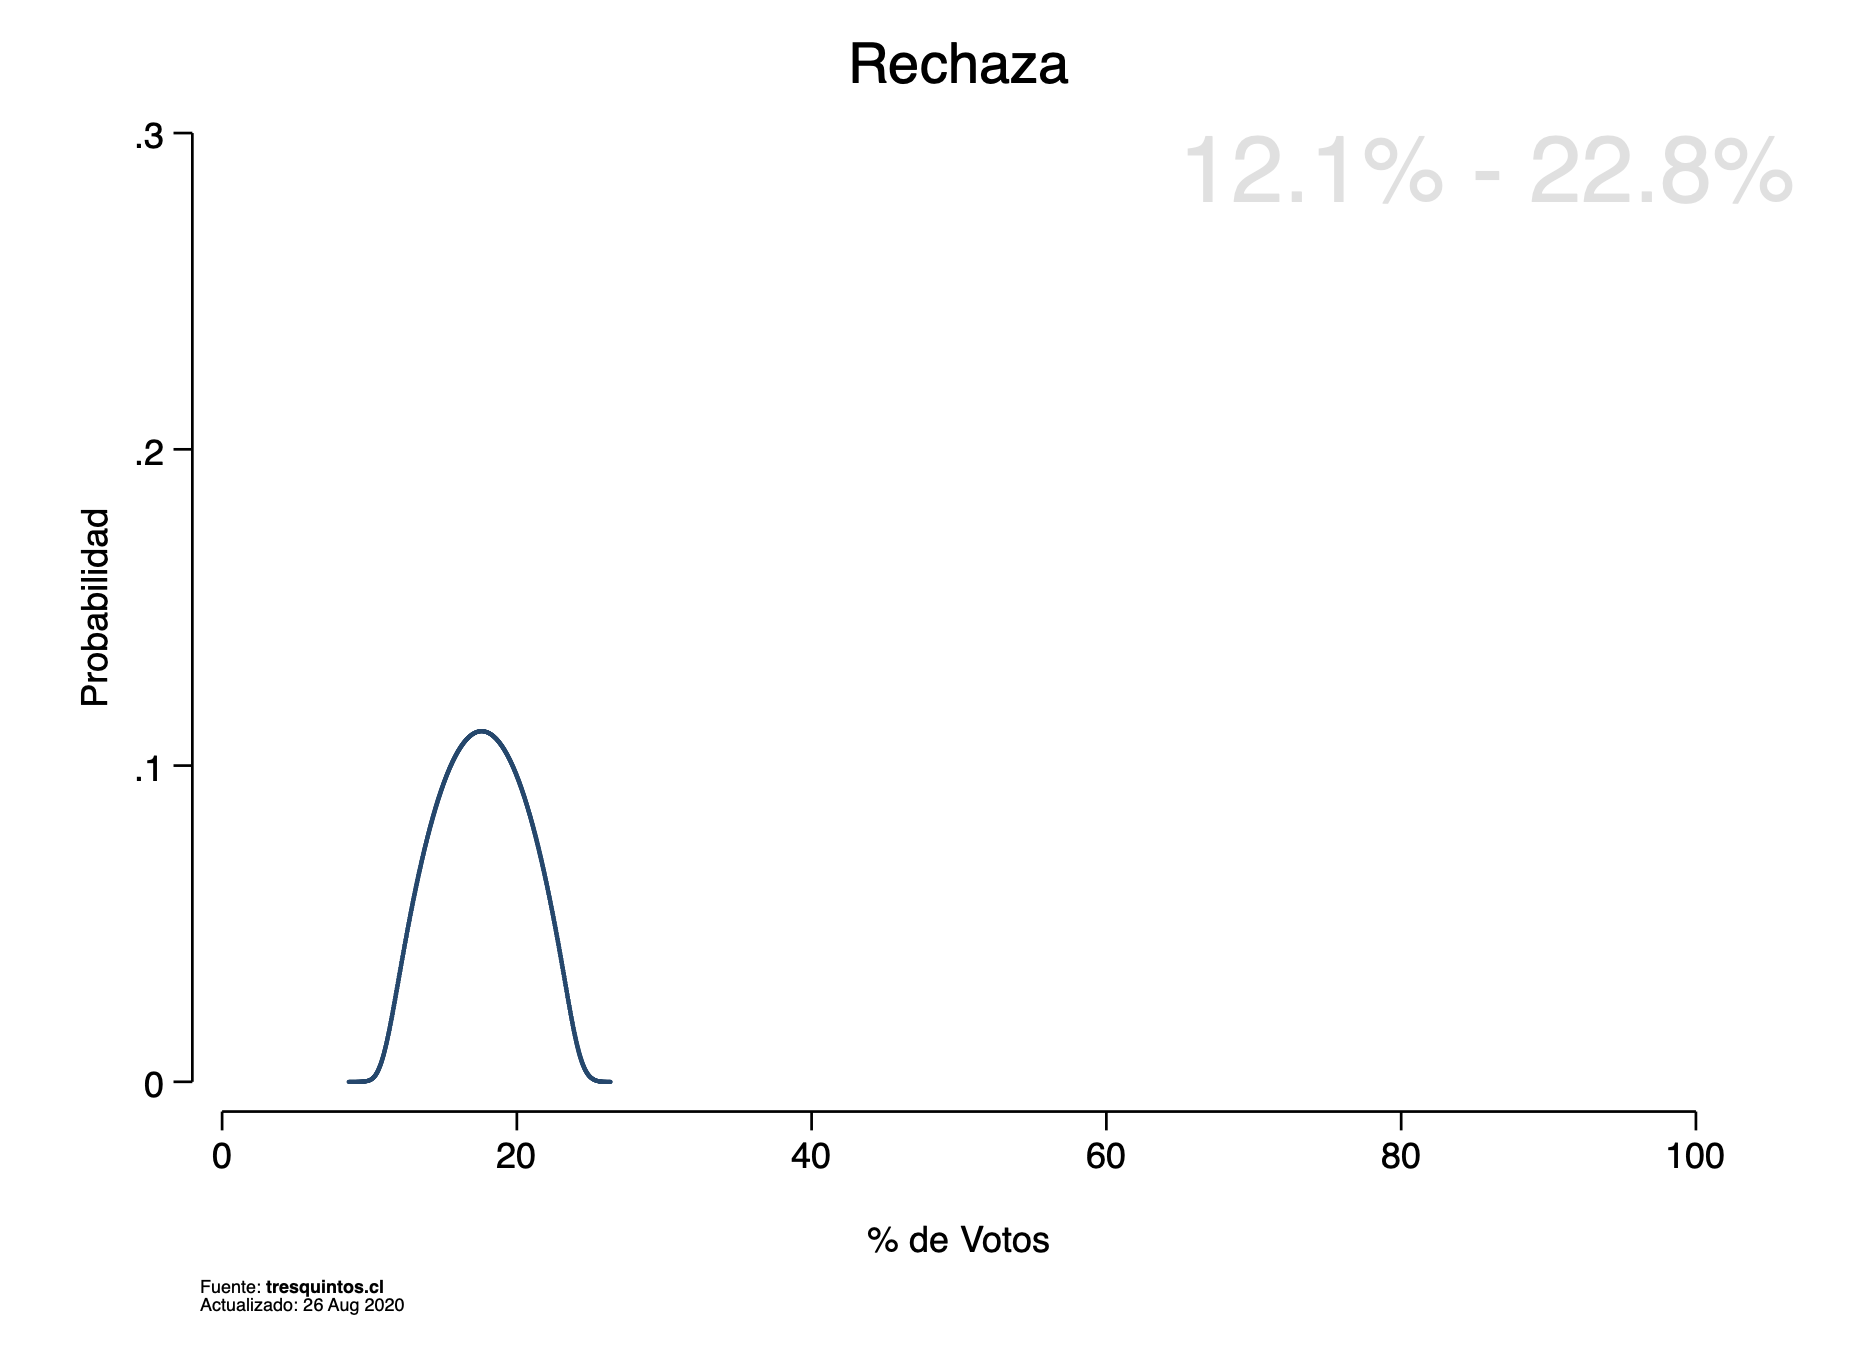 Rechaza
12.1% - 22.8%
.3
.2
.1
0
Probabilidad
0 20 40 60 80 100
% de Votos
Fuente: tresquintos.cl
Actualizado: 26 Aug 2020